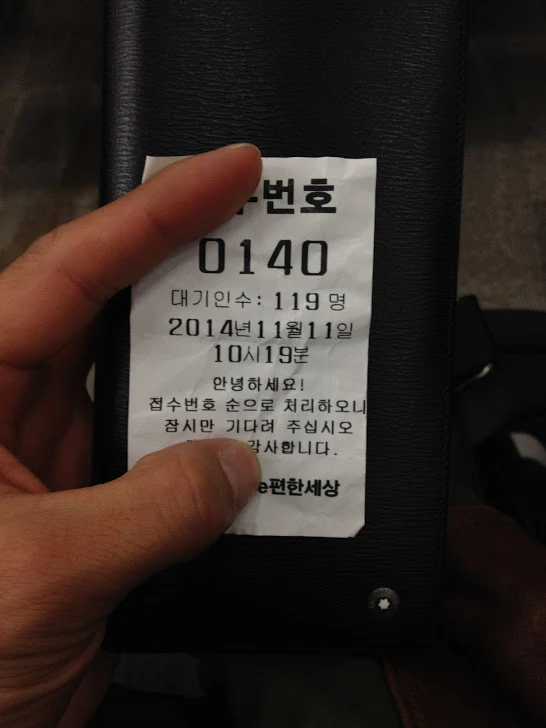 번호
0140
대기인수: 119 명
2014년11월11일
10시19분
안녕하세요!
접수번호 순으로 처리하오니
잠시만 기다려 주십시오
감사합니다.
e편한세상